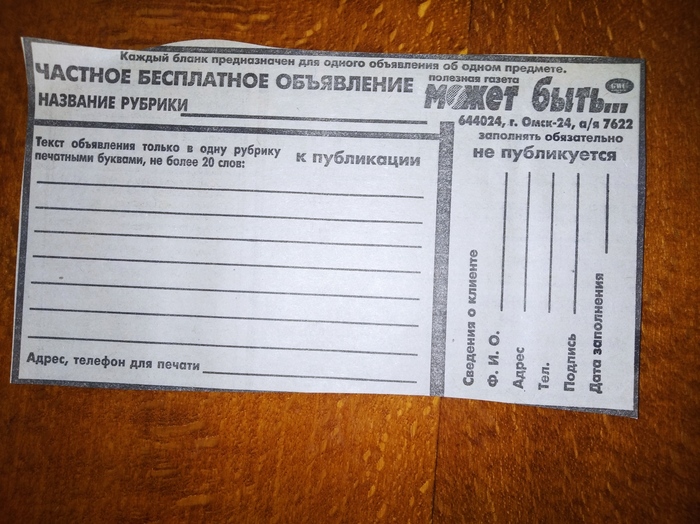 Каждый бланк предназначен для одного объявления об одном предмете.
ЧАСТНОЕ БЕСПЛАТНОЕ ОБЪЯВЛЕНИЕ
НАЗВАНИЕ РУБРИКИ
полезная газета
может быть...
644024, г. Омск-24, а/я 7622
заполнять обязательно
не публикуется
Текст объявления только в одну рубрику
печатными буквами, не более 20 слов:
к публикации
Адрес, телефон для печати
Сведения о клиенте
Ф. И. О.
Адрес
Тел.
Подпись
Дата заполнения